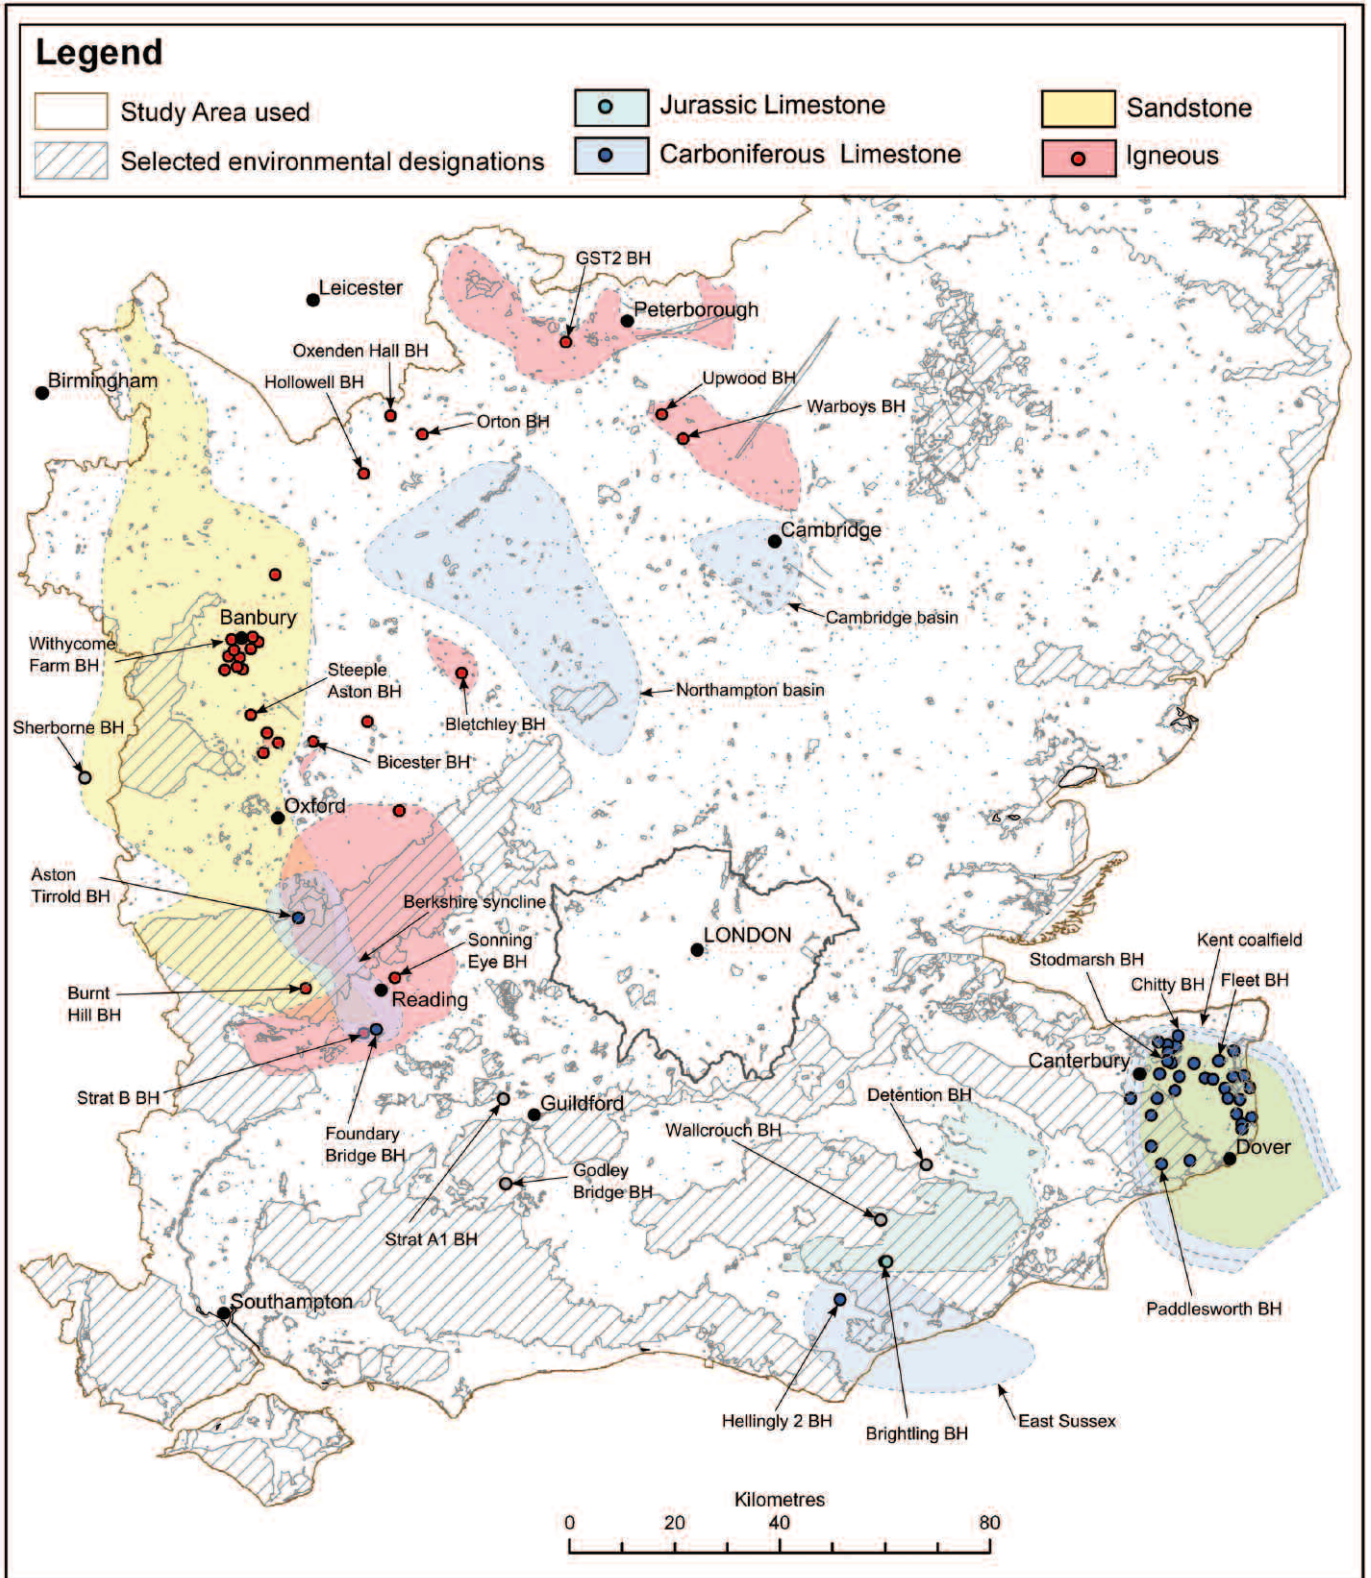 Legend
Study Area used
Selected environmental designations
Jurassic Limestone
Carboniferous Limestone
Sandstone
Igneous
GST2 BH
Leicester
Peterborough
Oxenden Hall BH
Birmingham
Hollowell BH
Upwood BH
Warboys BH
Orton BH
Cambridge
Cambridge basin
Banbury
Withycome
Farm BH
Steeple
Aston BH
Northampton basin
Sherborne BH
Bletchley BH
Bicester BH
Oxford
Aston
Tirrold BH
Berkshire syncline
LONDON
Sonning
Eye BH
Kent coalfield
Stodmarsh BH
Chitty BH
Fleet BH
Burnt
Hill BH
Reading
Canterbury
Strat B BH
Guildford
Detention BH
Foundary
Bridge BH
Wallcrouch BH
Dover
Godley
Bridge BH
Strat A1 BH
Southampton
Paddlesworth BH
Hellingly 2 BH
Brightling BH
East Sussex
Kilometres
0 20 40 80